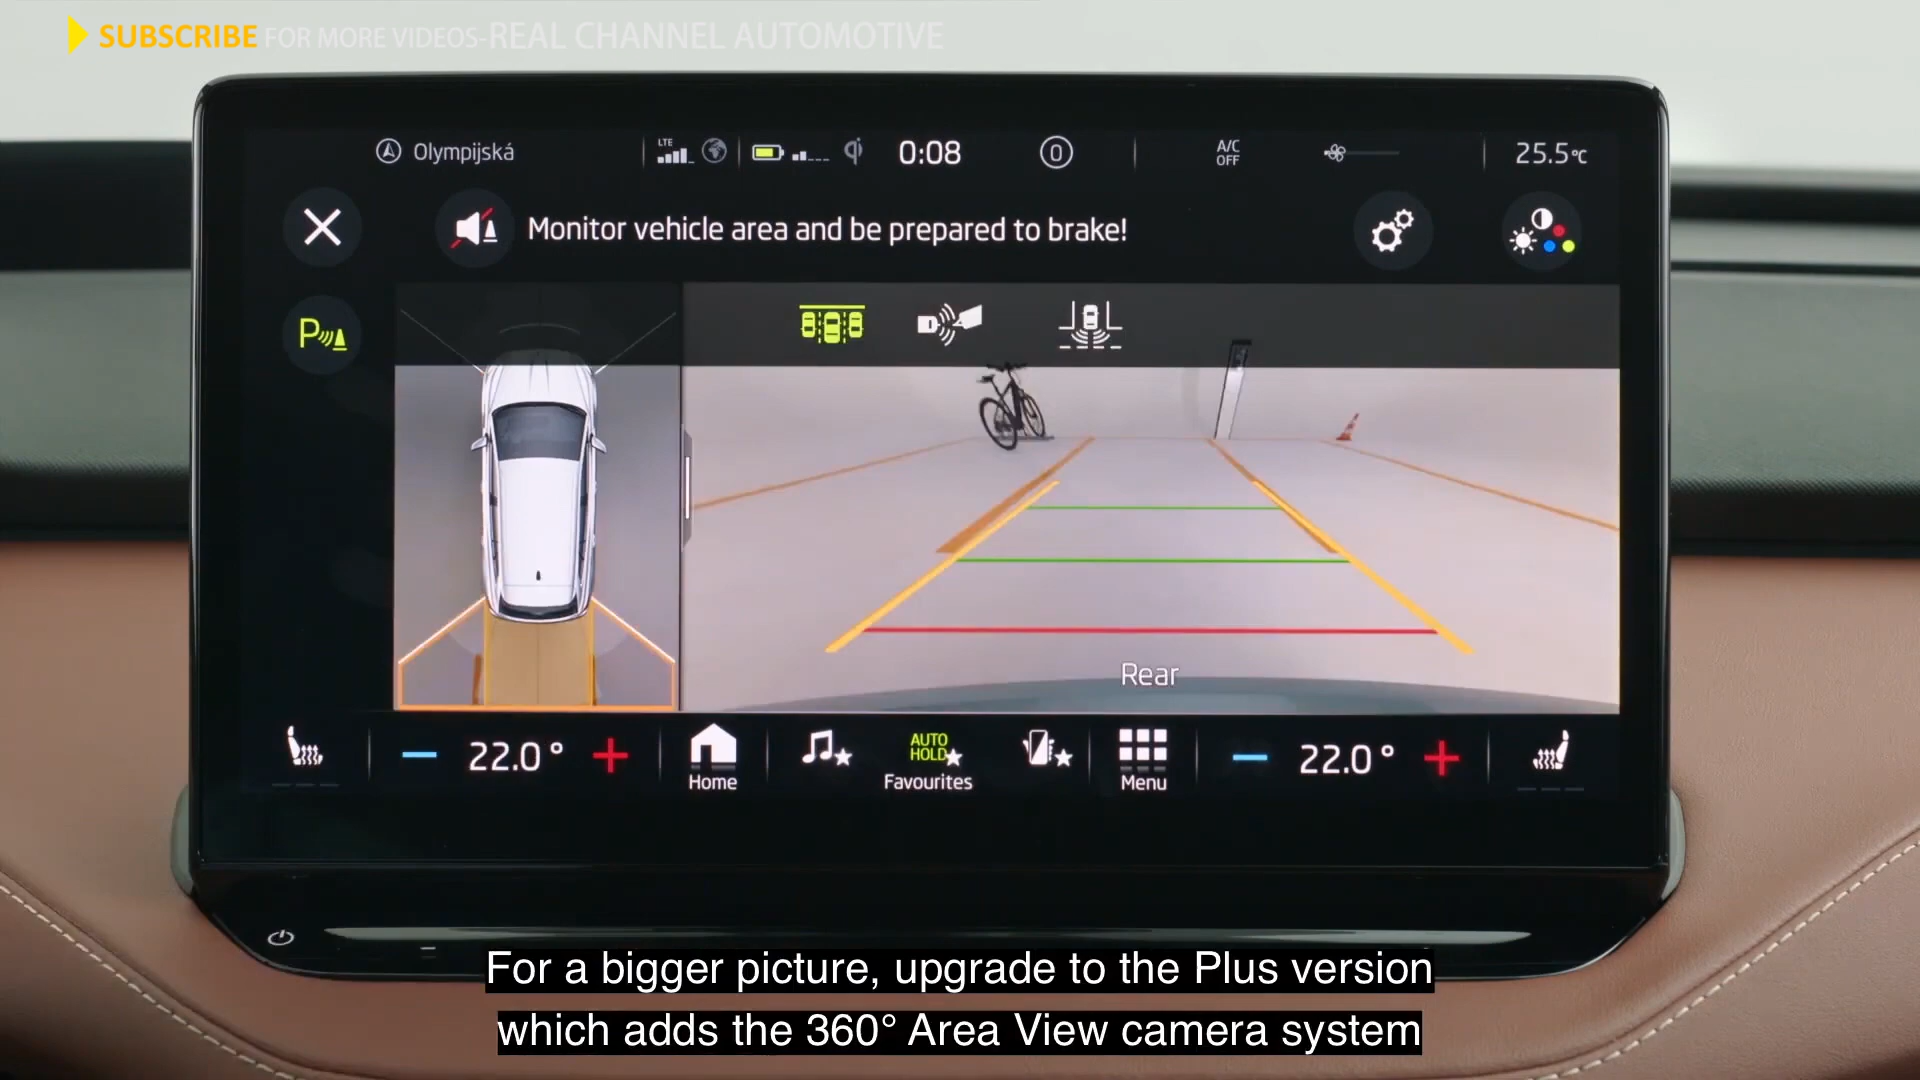 SUBSCRIBE FOR MORE VIDEOS-REAL CHANNEL AUTOMOTIVE
Olympijská
LTE
0:08
0
A/C
OFF
25.5°C
Monitor vehicle area and be prepared to brake!
P
Rear
22.0°
Home
AUTO
HOLD
Favourites
Menu
22.0°
For a bigger picture, upgrade to the Plus version
which adds the 360° Area View camera system